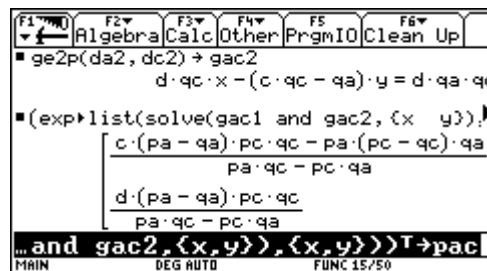 F1 F2 F3 F4 F5 F6
Algebra Calc Other PrgmIO Clean Up
▪ ge2p(da2, dc2) → gac2
d·qc·x-(c·qc-qa)·y=d·qa·q
▪(exp▸list(solve(gac1 and gac2, {x y}),
c·(pa-qa)·pc·qc-pa·(pc-qc)·qa
pa·qc-pc·qa
d·(pa-qa)·pc·qc
pa·qc-pc·qa
…and gac2,{x,y}),{x,y}))ᵀ→pac
MAIN DEG AUTO FUNC 15/50